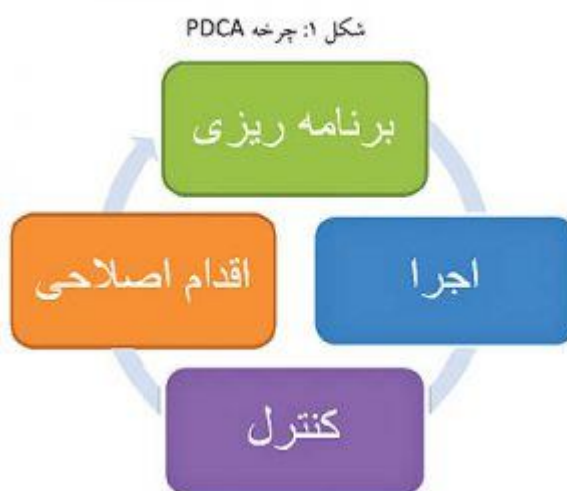 شکل ۱: چرخه PDCA
برنامه ریزی
اجرا
کنترل
اقدام اصلاحی